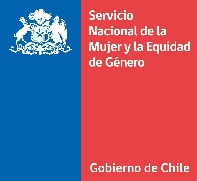 Servicio
Nacional de la
Mujer y la Equidad
de Género
Gobierno de Chile